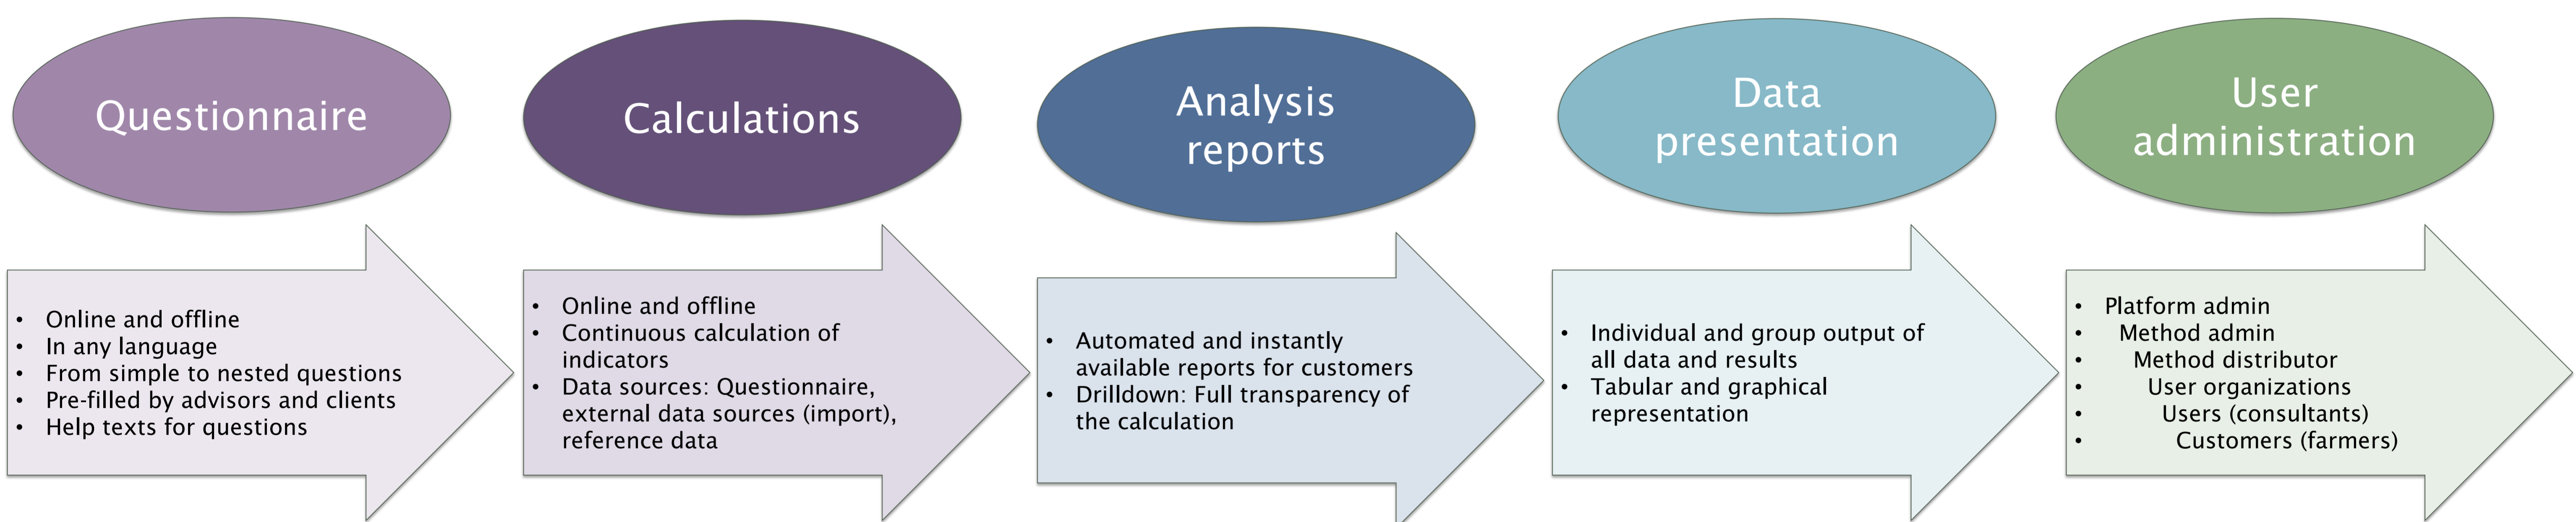 Questionnaire
• Online and offline
• In any language
• From simple to nested questions
• Pre-filled by advisors and clients
• Help texts for questions
Calculations
• Online and offline
• Continuous calculation of
indicators
• Data sources: Questionnaire,
external data sources (import),
reference data
Analysis
reports
• Automated and instantly
available reports for customers
• Drilldown: Full transparency of
the calculation
Data
presentation
• Individual and group output of
all data and results
• Tabular and graphical
representation
User
administration
• Platform admin
• Method admin
• Method distributor
• User organizations
• Users (consultants)
• Customers (farmers)